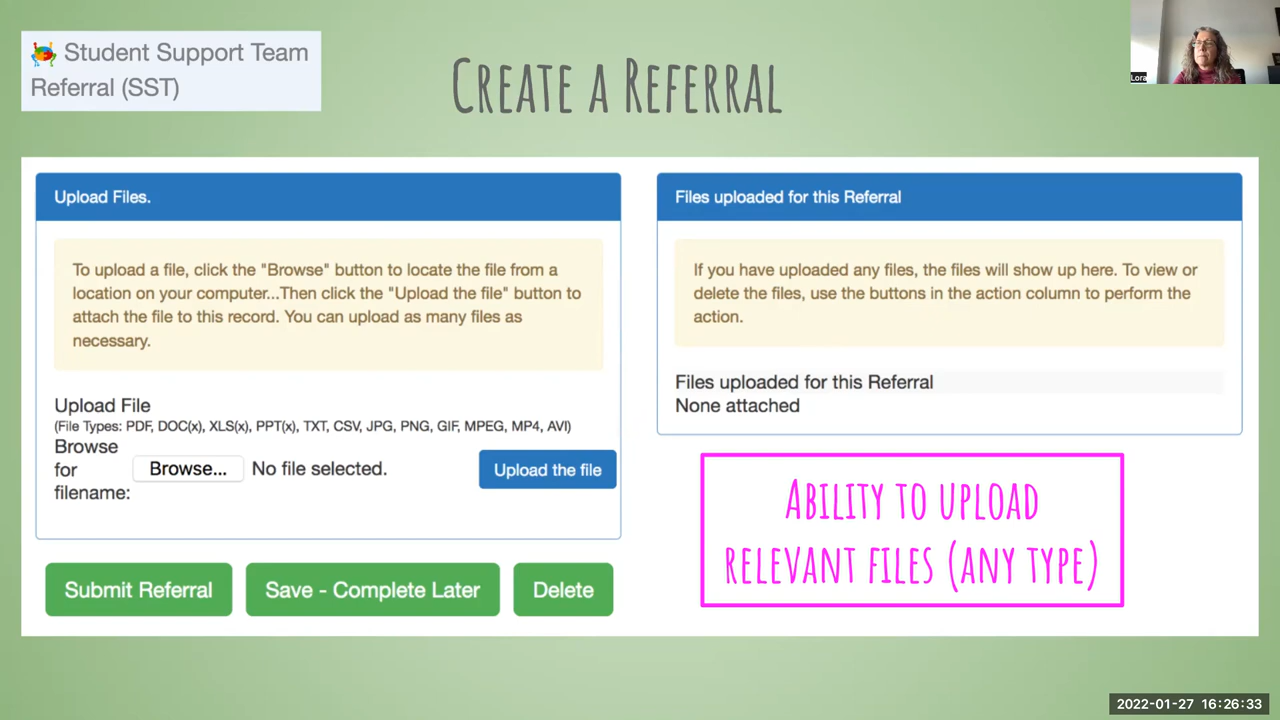 Student Support Team
Referral (SST)
CREATE A REFERRAL
Lora
Upload Files.
To upload a file, click the "Browse" button to locate the file from a
location on your computer...Then click the "Upload the file" button to
attach the file to this record. You can upload as many files as
necessary.
Upload File
(File Types: PDF, DOC(x), XLS(x), PPT(x), TXT, CSV, JPG, PNG, GIF, MPEG, MP4, AVI)
Browse
for
filename:
Browse... No file selected.
Upload the file
Submit Referral
Save - Complete Later
Delete
Files uploaded for this Referral
If you have uploaded any files, the files will show up here. To view or
delete the files, use the buttons in the action column to perform the
action.
Files uploaded for this Referral
None attached
ABILITY TO UPLOAD
RELEVANT FILES (ANY TYPE)
2022-01-27 16:26:33